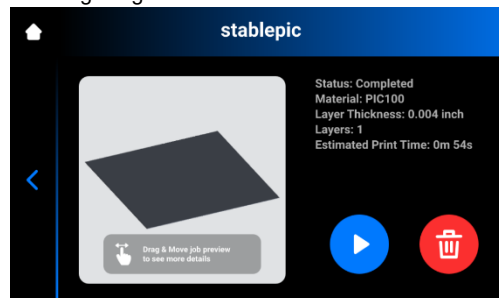 stablepic
Status: Completed
Material: PIC100
Layer Thickness: 0.004 inch
Layers: 1
Estimated Print Time: 0m 54s
Drag & Move job preview
to see more details